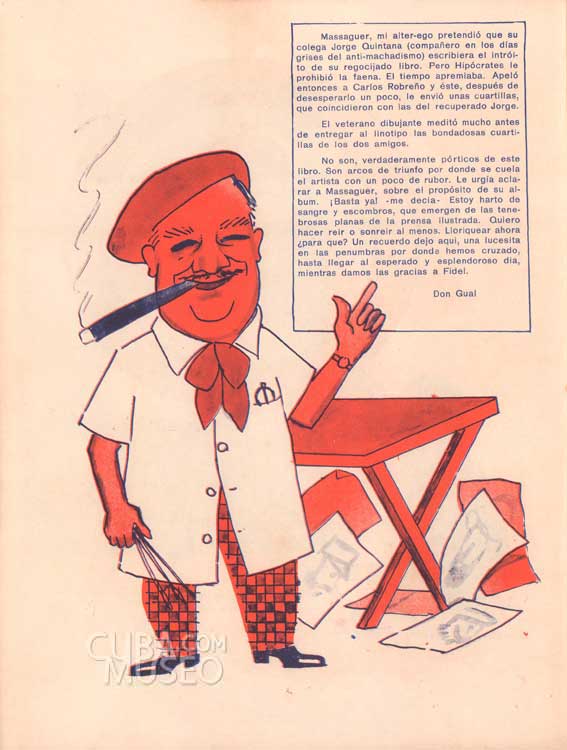 Massaguer, mi alter-ego pretendió que su
colega Jorge Quintana (compañero en los días
grises del anti-machadismo) escribiera el introi-
to de su regocijado libro. Pero Hipócrates le
prohibió la faena. El tiempo apremiaba. Apeló
entonces a Carlos Robreño y éste, después de
desesperarlo un poco, le envió unas cuartillas,
que coincidieron con las del recuperado Jorge.
El veterano dibujante meditó mucho antes
de entregar al linotipo las bondadosas cuarti-
llas de los dos amigos.
No son, verdaderamente pórticos de este
libro. Son arcos de triunfo por donde se cuela
el artista con un poco de rubor. Le urgía acla-
rar a Massaguer, sobre el propósito de su al-
bum. ¡Basta ya! -me decía- Estoy harto de
sangre y escombros, que emergen de las tene-
brosas planas de la prensa ilustrada. Quiero
hacer reir o sonreir al menos. Lloriquear ahora
¿para que? Un recuerdo dejo aqui, una lucesita
en las penumbras por donde hemos cruzado,
hasta llegar al esperado y esplendoroso día,
mientras damos las gracias a Fidel.
Don Gual
CUBA.COM
MUSEO